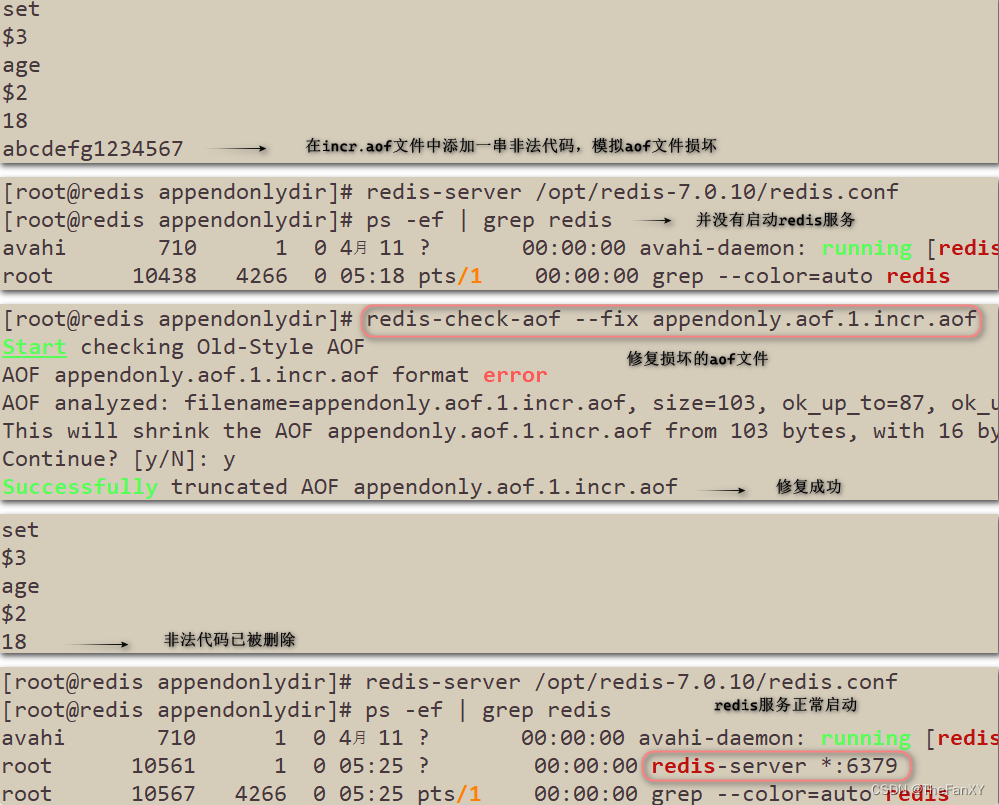 set
$3
age
$2
18
abcdefg1234567 在incr.aof文件中添加一串非法代码，模拟aof文件损坏
[root@redis appendonlydir]# redis-server /opt/redis-7.0.10/redis.conf
[root@redis appendonlydir]# ps -ef | grep redis 并没有启动redis服务
avahi 710 1 0 4月 11 ? 00:00:00 avahi-daemon: running [redis
root 10438 4266 0 05:18 pts/1 00:00:00 grep --color=auto redis
[root@redis appendonlydir]# redis-check-aof --fix appendonly.aof.1.incr.aof
Start checking Old-Style AOF
修复损坏的aof文件
AOF appendonly.aof.1.incr.aof format error
AOF analyzed: filename=appendonly.aof.1.incr.aof, size=103, ok_up_to=87, ok_u
This will shrink the AOF appendonly.aof.1.incr.aof from 103 bytes, with 16 by
Continue? [y/N]: y
Successfully truncated AOF appendonly.aof.1.incr.aof 修复成功
set
$3
age
$2
18 非法代码已被删除
[root@redis appendonlydir]# redis-server /opt/redis-7.0.10/redis.conf
[root@redis appendonlydir]# ps -ef | grep redis redis服务正常启动
avahi 710 1 0 4月 11 ? 00:00:00 avahi-daemon: running [redis
root 10561 1 0 05:25 ? 00:00:00 redis-server *:6379
root 10567 4266 0 05:25 pts/1 00:00:00 grep --color=auto redis
CSDN @TheFanXY